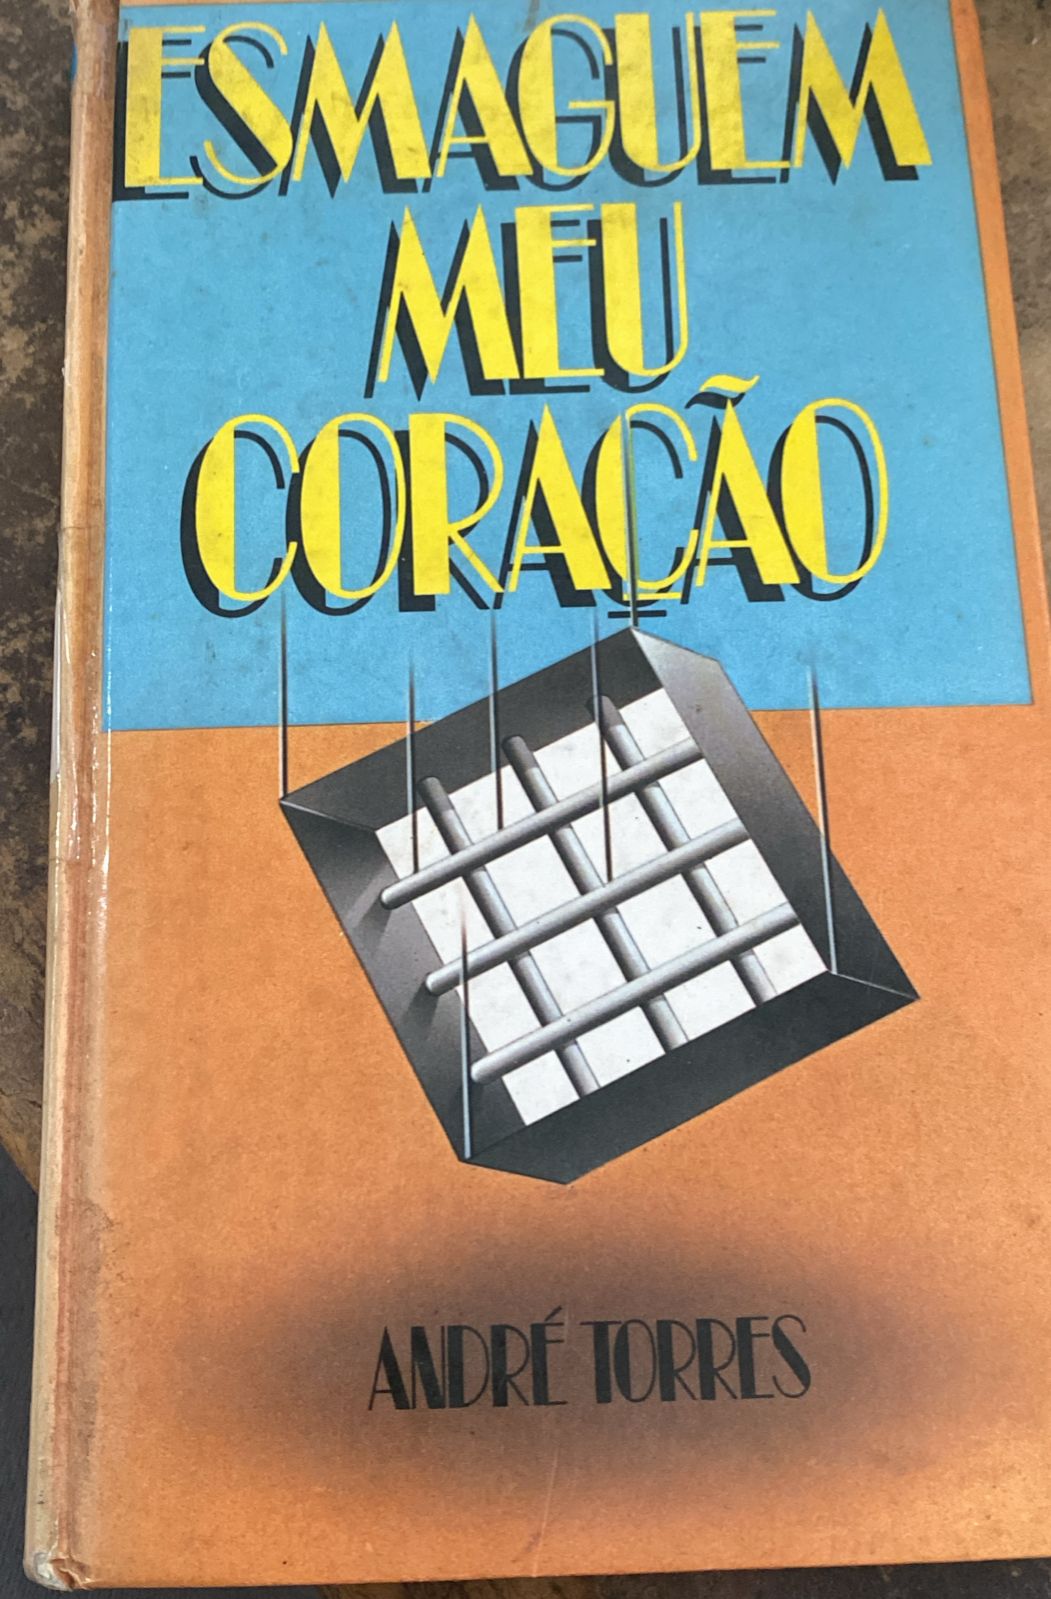 ESMAGUEM
MEU
CORAÇÃO
ANDRÉ TORRES